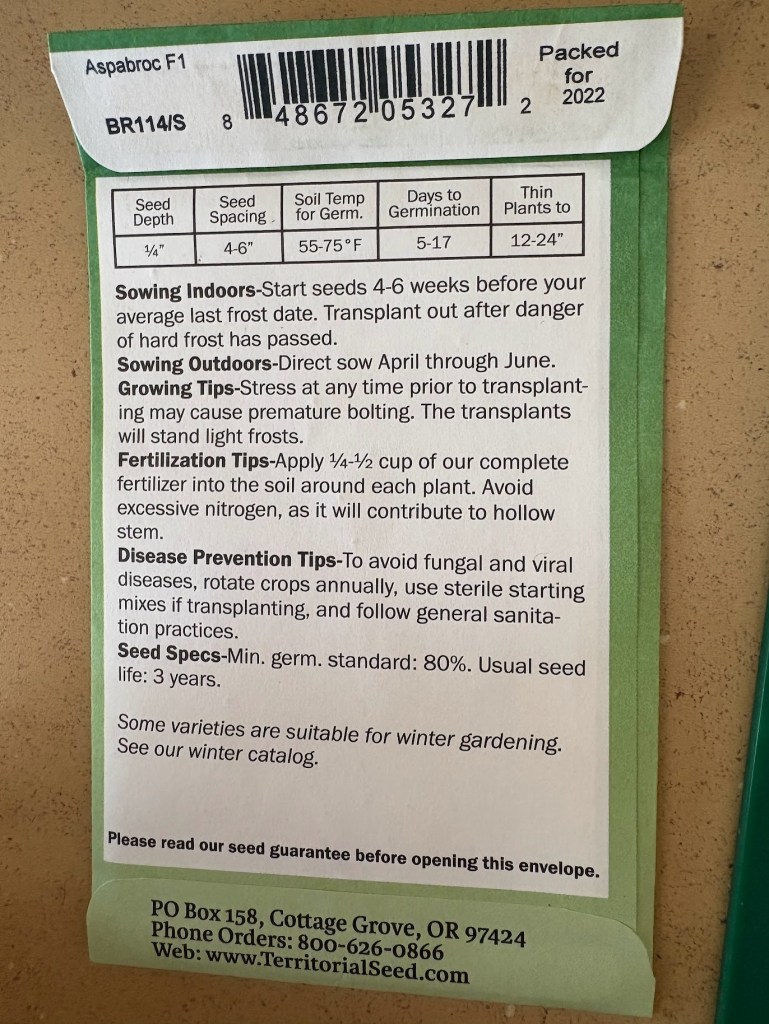 Aspabroc F1
BR114/S
8 48672 05327 2
Packed
for
2022
Seed
Depth
Seed
Spacing
Soil Temp
for Germ.
Days to
Germination
Thin
Plants to
¼”
4-6”
55-75°F
5-17
12-24”
Sowing Indoors-Start seeds 4-6 weeks before your
average last frost date. Transplant out after danger
of hard frost has passed.
Sowing Outdoors-Direct sow April through June.
Growing Tips-Stress at any time prior to transplant-
ing may cause premature bolting. The transplants
will stand light frosts.
Fertilization Tips-Apply ¼-½ cup of our complete
fertilizer into the soil around each plant. Avoid
excessive nitrogen, as it will contribute to hollow
stem.
Disease Prevention Tips-To avoid fungal and viral
diseases, rotate crops annually, use sterile starting
mixes if transplanting, and follow general sanita-
tion practices.
Seed Specs-Min. germ. standard: 80%. Usual seed
life: 3 years.
Some varieties are suitable for winter gardening.
See our winter catalog.
Please read our seed guarantee before opening this envelope.
PO Box 158, Cottage Grove, OR 97424
Phone Orders: 800-626-0866
Web: www.TerritorialSeed.com